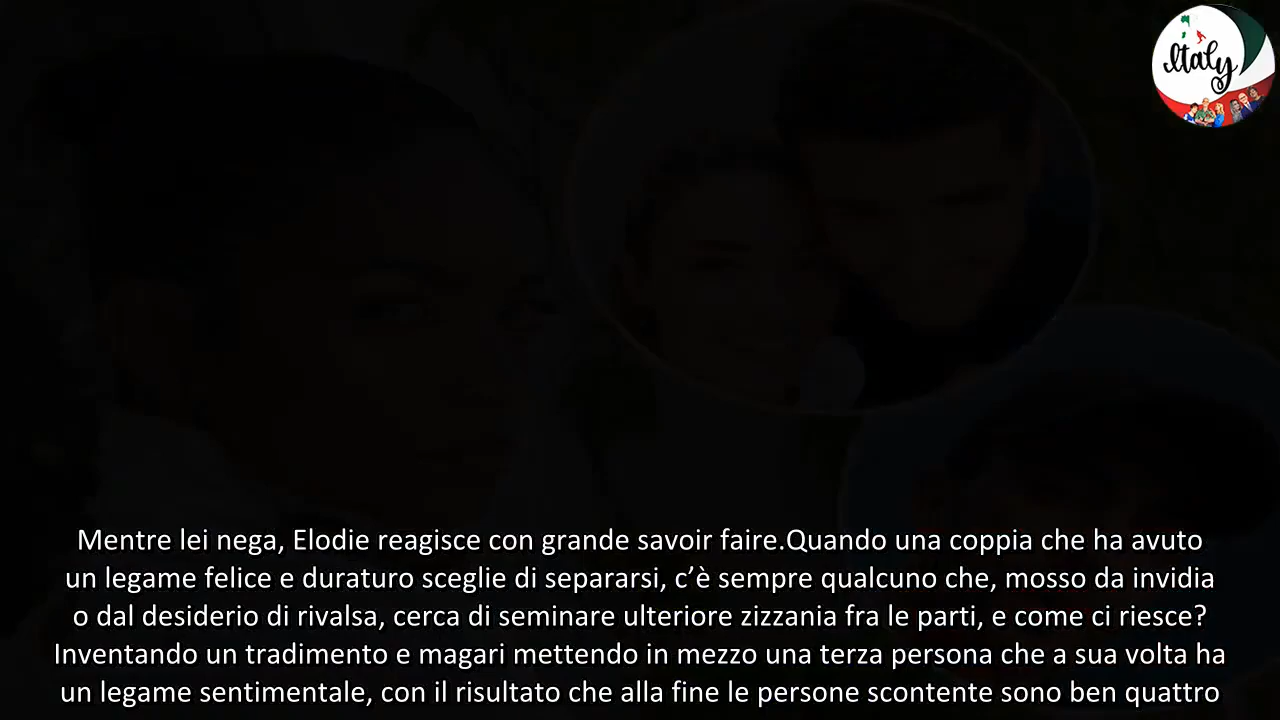 Italy
Mentre lei nega, Elodie reagisce con grande savoir faire.Quando una coppia che ha avuto
un legame felice e duraturo sceglie di separarsi, c’è sempre qualcuno che, mosso da invidia
o dal desiderio di rivalsa, cerca di seminare ulteriore zizzania fra le parti, e come ci riesce?
Inventando un tradimento e magari mettendo in mezzo una terza persona che a sua volta ha
un legame sentimentale, con il risultato che alla fine le persone scontente sono ben quattro